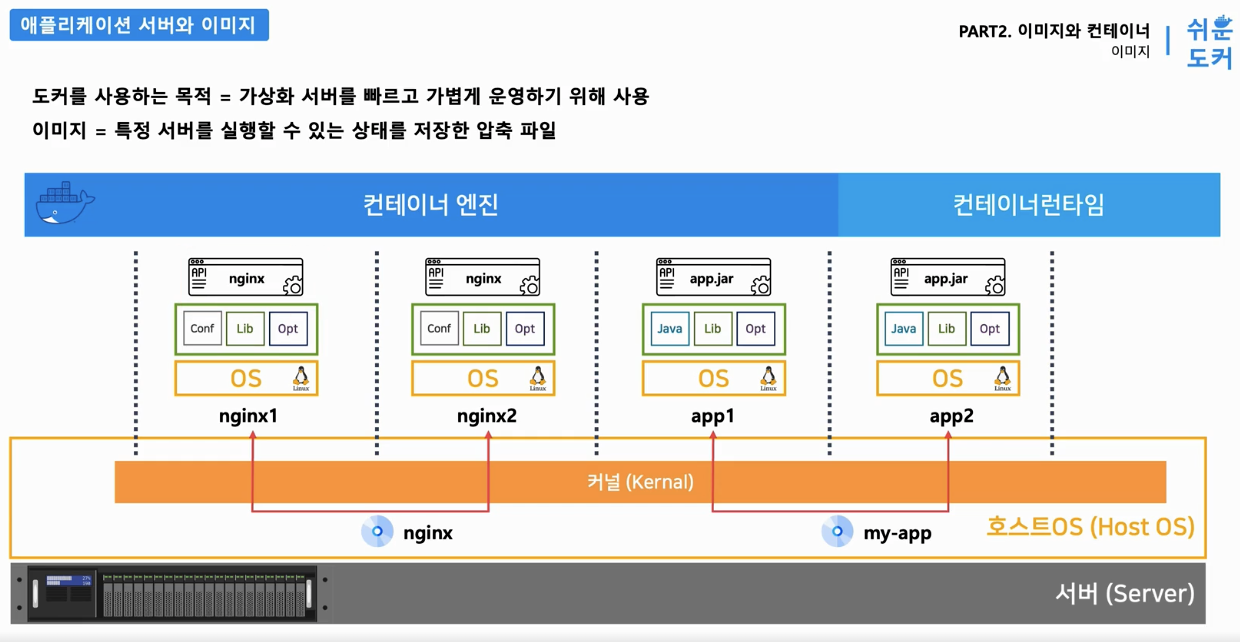 애플리케이션 서버와 이미지
PART2. 이미지와 컨테이너
이미지
쉬운
도커
도커를 사용하는 목적 = 가상화 서버를 빠르고 가볍게 운영하기 위해 사용
이미지 = 특정 서버를 실행할 수 있는 상태를 저장한 압축 파일
컨테이너 엔진
컨테이너런타임
API nginx
API nginx
API app.jar
API app.jar
Conf Lib Opt
Conf Lib Opt
Java Lib Opt
Java Lib Opt
OS Linux
OS Linux
OS Linux
OS Linux
nginx1
nginx2
app1
app2
커널 (Kernal)
nginx
my-app
호스트OS (Host OS)
서버 (Server)